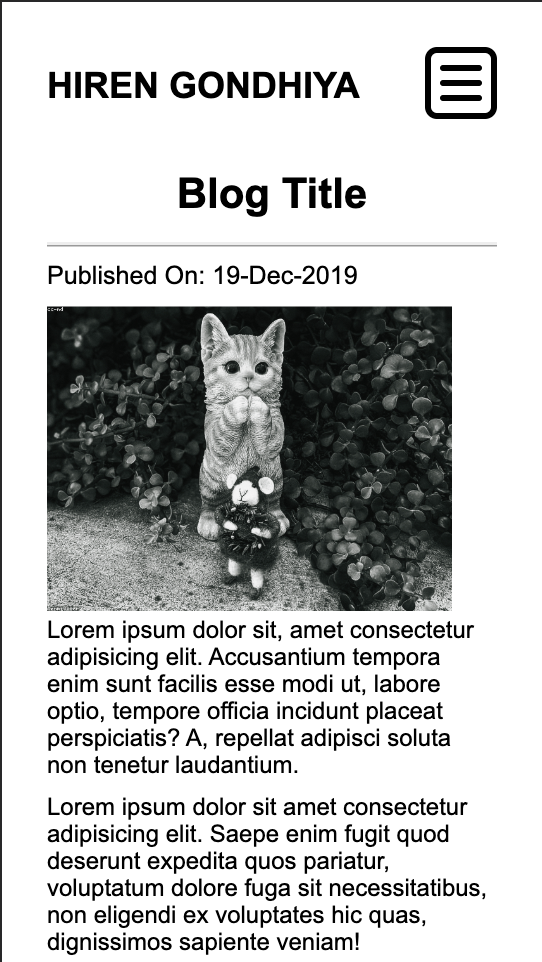 HIREN GONDHIYA
Blog Title
Published On: 19-Dec-2019
cc-nd
Lorem ipsum dolor sit, amet consectetur
adipisicing elit. Accusantium tempora
enim sunt facilis esse modi ut, labore
optio, tempore officia incidunt placeat
perspiciatis? A, repellat adipisci soluta
non tenetur laudantium.
Lorem ipsum dolor sit amet consectetur
adipisicing elit. Saepe enim fugit quod
deserunt expedita quos pariatur,
voluptatum dolore fuga sit necessitatibus,
non eligendi ex voluptates hic quas,
dignissimos sapiente veniam!